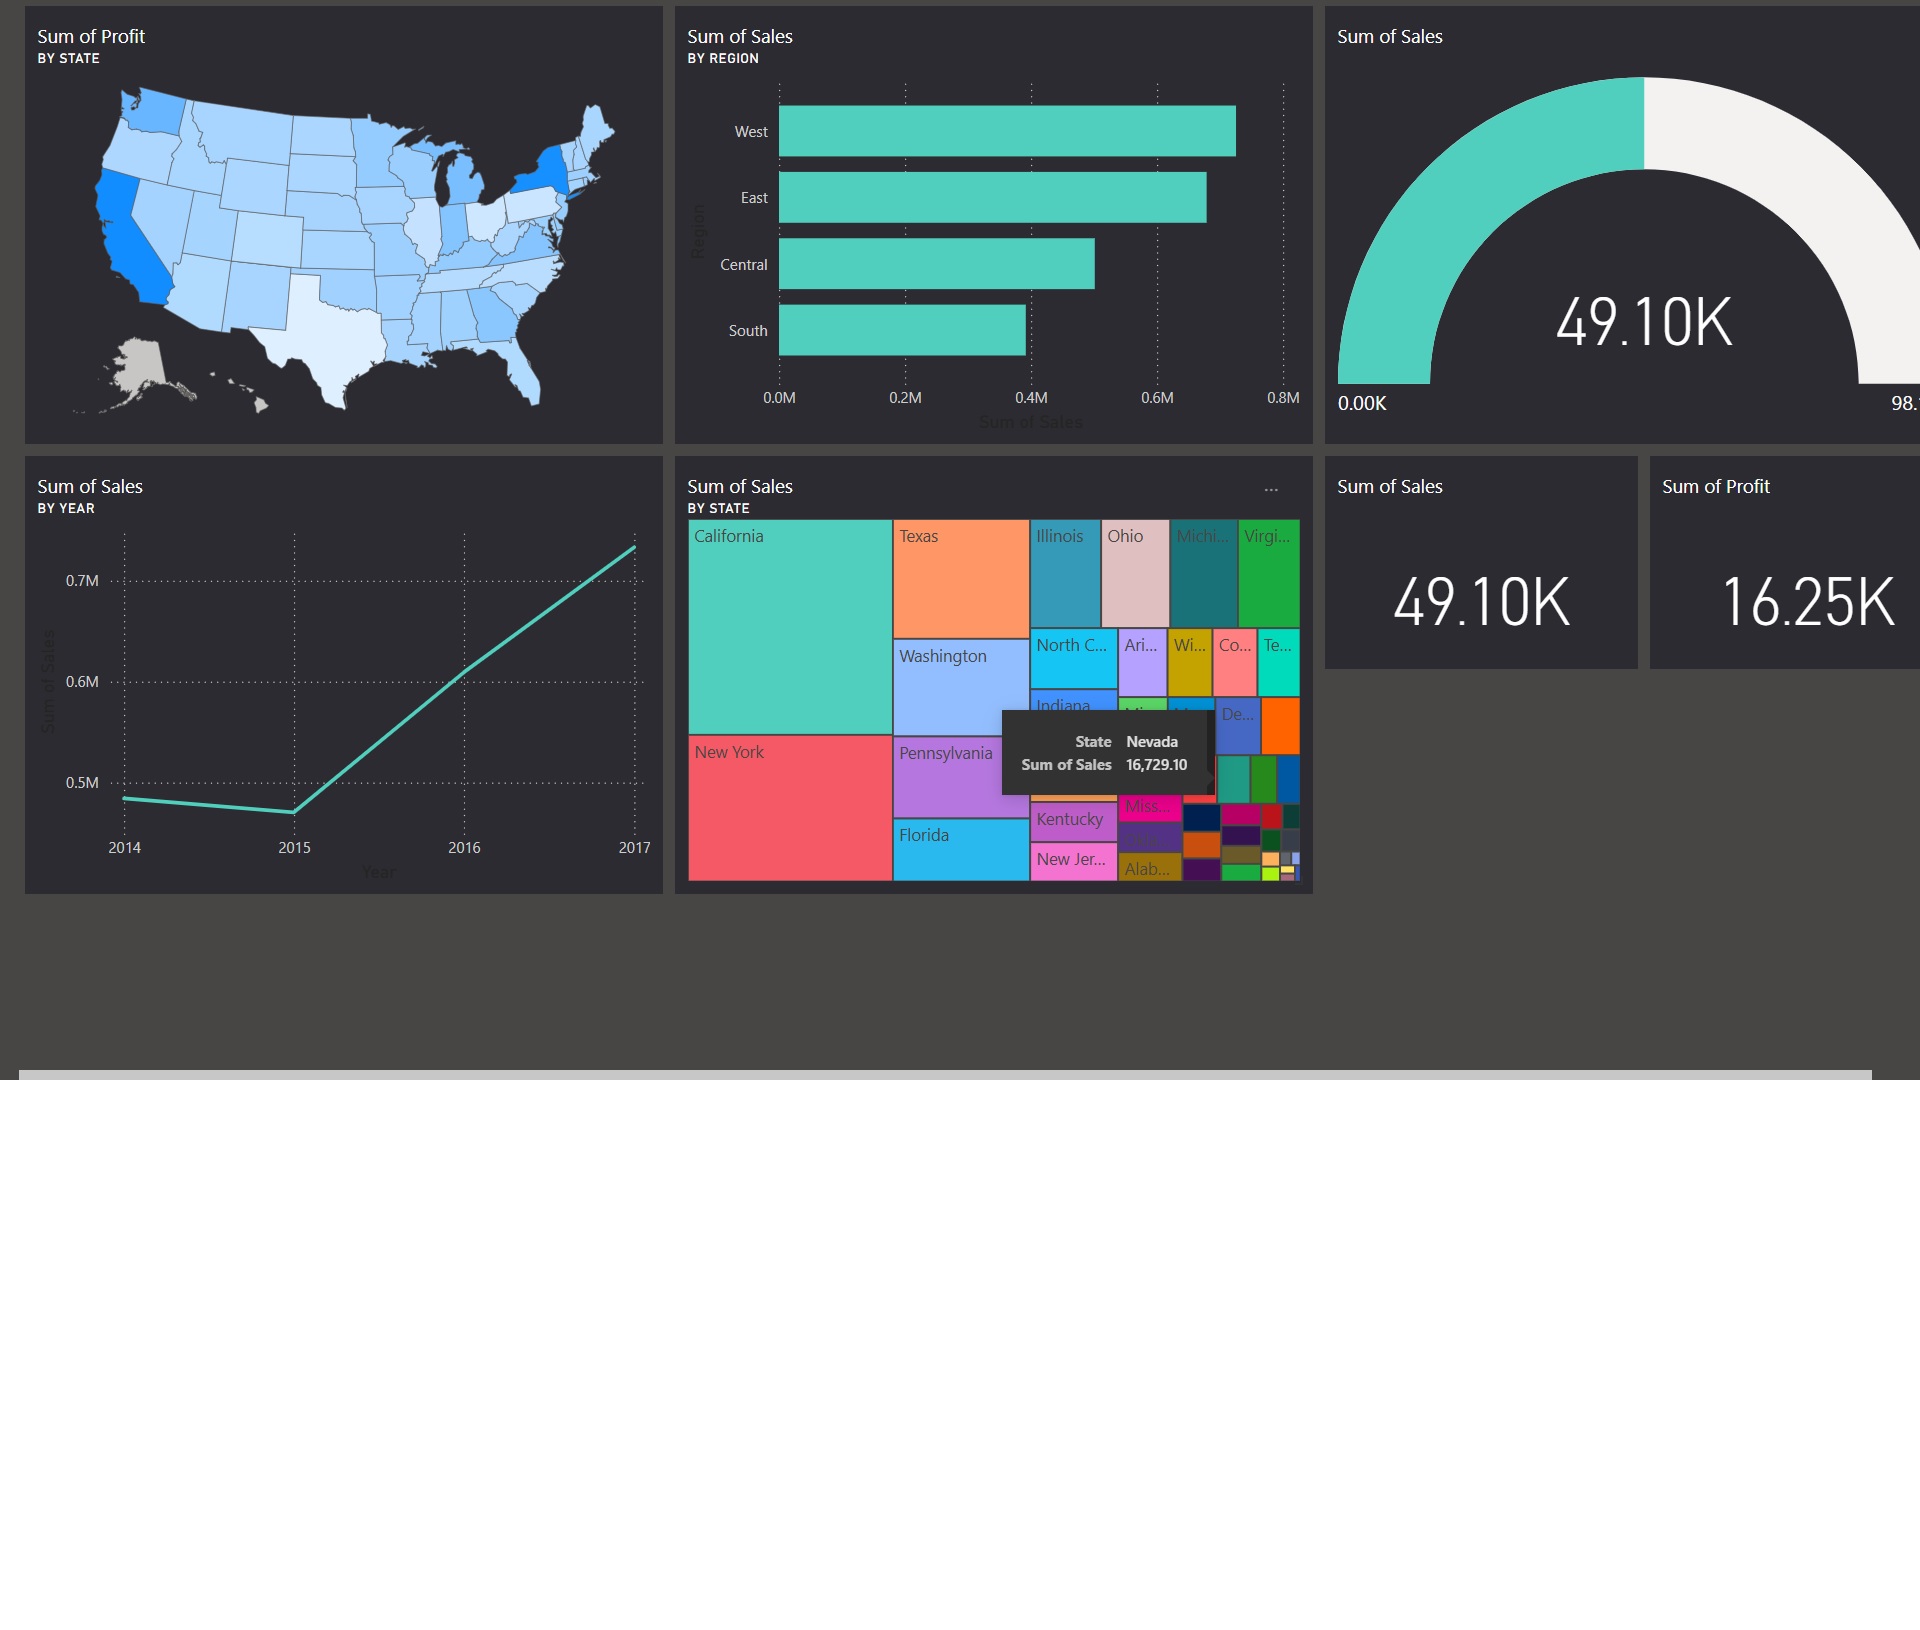 Sum of Profit
BY STATE
Sum of Sales
BY REGION
Region
West
East
Central
South
0.0M
0.2M
0.4M
0.6M
0.8M
Sum of Sales
Sum of Sales
49.10K
0.00K
98.
Sum of Sales
BY YEAR
Sum of Sales
0.7M
0.6M
0.5M
2014
2015
2016
2017
Year
Sum of Sales
...
BY STATE
California
Texas
Illinois
Ohio
Michi...
Virgi...
Washington
North C...
Ari...
Wi...
Co...
Te...
Indiana
De...
New York
Pennsylvania
State Nevada
Sum of Sales 16,729.10
Miss...
Florida
Kentucky
New Jer...
Alab...
Sum of Sales
49.10K
Sum of Profit
16.25K